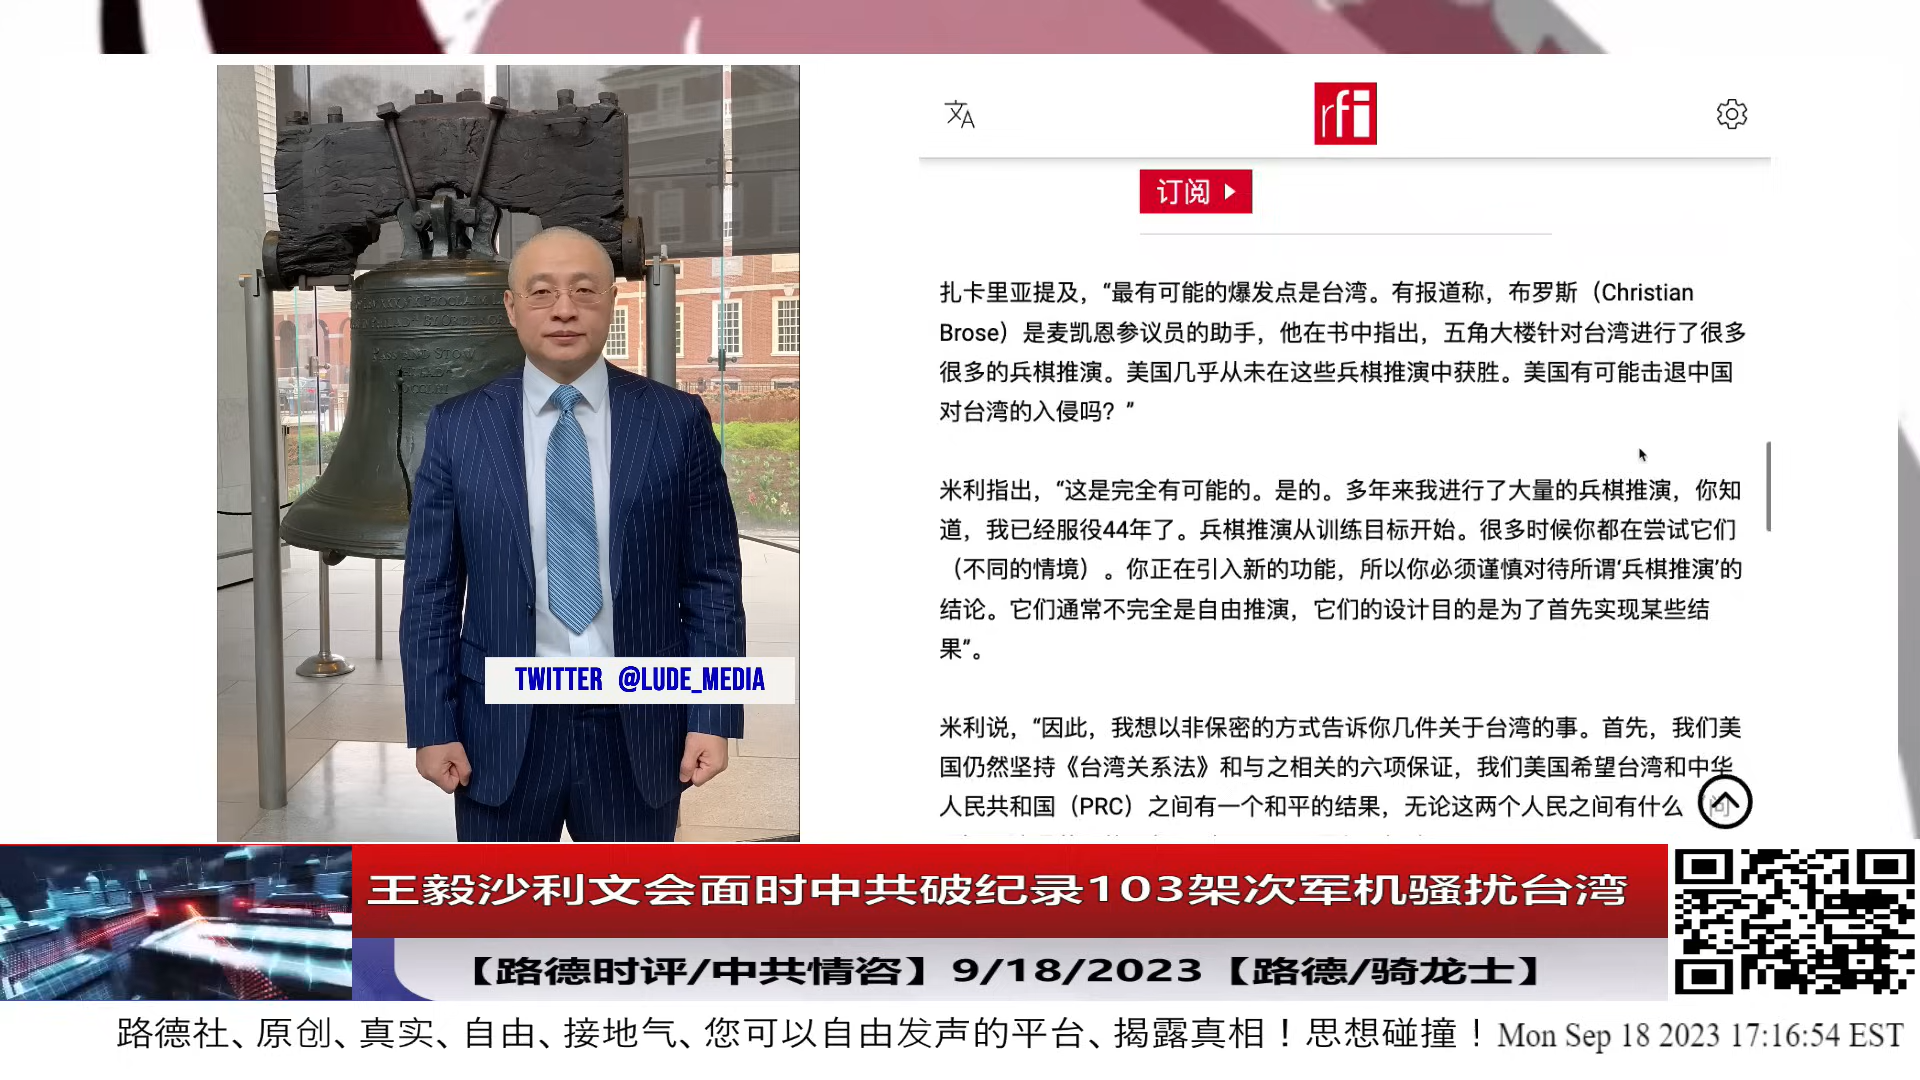 rfi
订阅
扎卡里亚提及，“最有可能的爆发点是台湾。有报道称，布罗斯（Christian
Brose）是麦凯恩参议员的助手，他在书中指出，五角大楼针对台湾进行了很多
很多的兵棋推演。美国几乎从未在这些兵棋推演中获胜。美国有可能击退中国
对台湾的入侵吗？”
米利指出，“这是完全有可能的。是的。多年来我进行了大量的兵棋推演，你知
道，我已经服役44年了。兵棋推演从训练目标开始。很多时候你都在尝试它们
（不同的情境）。你正在引入新的功能，所以你必须谨慎对待所谓‘兵棋推演’的
结论。它们通常不完全是自由推演，它们的设计目的是为了首先实现某些结
果”。
米利说，“因此，我想以非保密的方式告诉你几件关于台湾的事。首先，我们美
国仍然坚持《台湾关系法》和与之相关的六项保证，我们美国希望台湾和中华
人民共和国（PRC）之间有一个和平的结果，无论这两个人民之间有什么
PASS AND STOW
TWITTER @LUDE_MEDIA
王毅沙利文会面时中共破纪录103架次军机骚扰台湾
【路德时评/中共情咨】9/18/2023【路德/骑龙士】
路德社、原创、真实、自由、接地气、您可以自由发声的平台、揭露真相！思想碰撞！
Mon Sep 18 2023 17:16:54 EST